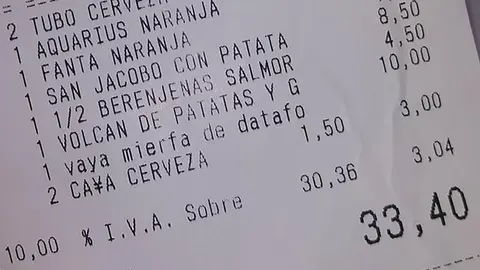 2 TUBO CERVEZA
1 AQUARIUS NARANJA
1 FANTA NARANJA
1 SAN JACOBO CON PATATA 8,50
1 1/2 BERENJENAS SALMOR 4,50
1 VOLCAN DE PATATAS Y G 10,00
1 vaya mierfa de datafo
2 CA¥A CERVEZA 1,50 3,00
10,00 % I.V.A. Sobre 30,36 3,04
33,40